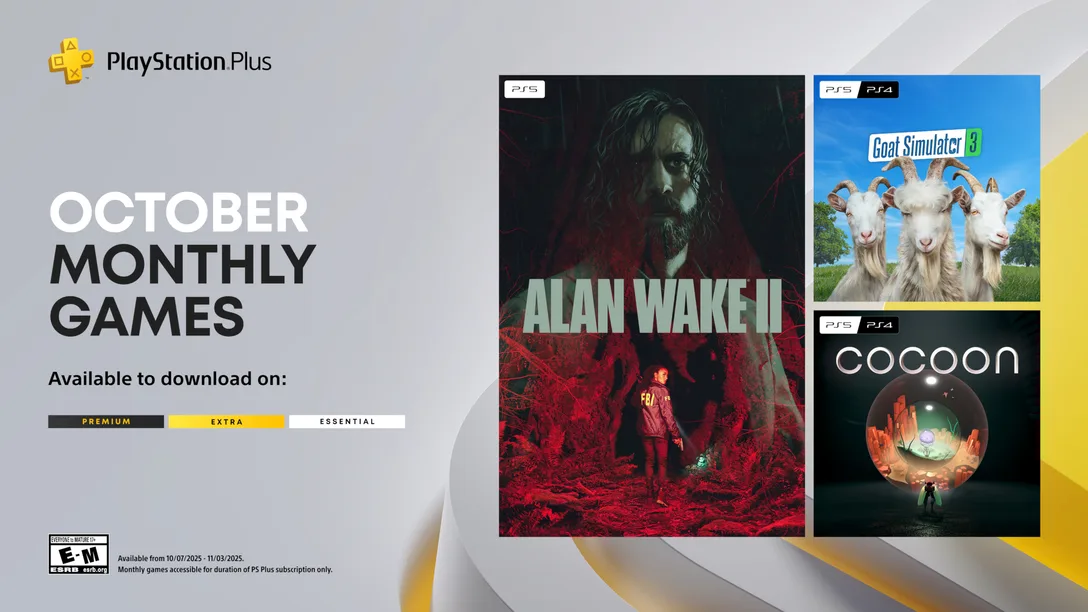 PlayStation Plus
OCTOBER
MONTHLY
GAMES
Available to download on:
PREMIUM
EXTRA
ESSENTIAL
EVERYONE to MATURE 17+
E-M
ESRB esrb.org
Available from 10/07/2025 - 11/03/2025.
Monthly games accessible for duration of PS Plus subscription only.
PS5
ALAN WAKE II
FBI
PS5 PS4
Goat Simulator 3
PS5 PS4
COCOON